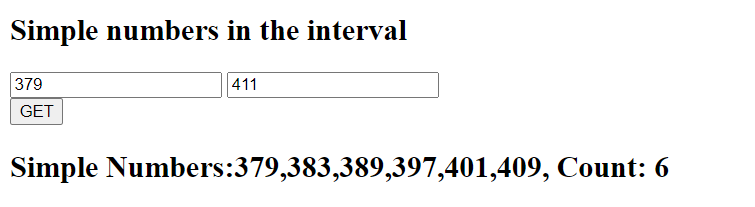 Simple numbers in the interval
379 411
GET
Simple Numbers:379,383,389,397,401,409, Count: 6